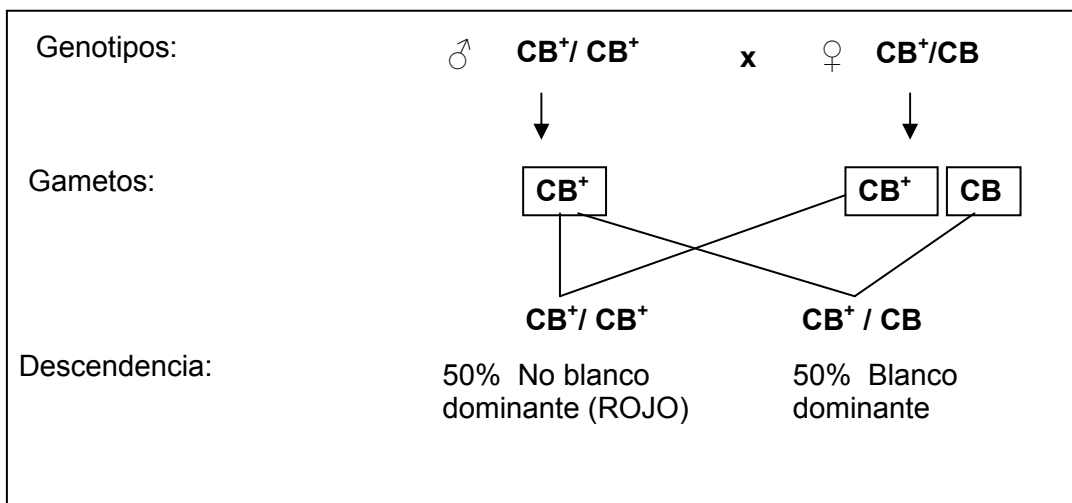 Genotipos: ♂ CB⁺/ CB⁺ x ♀ CB⁺/CB
Gametos: CB⁺ CB⁺ CB
CB⁺/ CB⁺ CB⁺ / CB
Descendencia: 50% No blanco 50% Blanco
dominante (ROJO) dominante